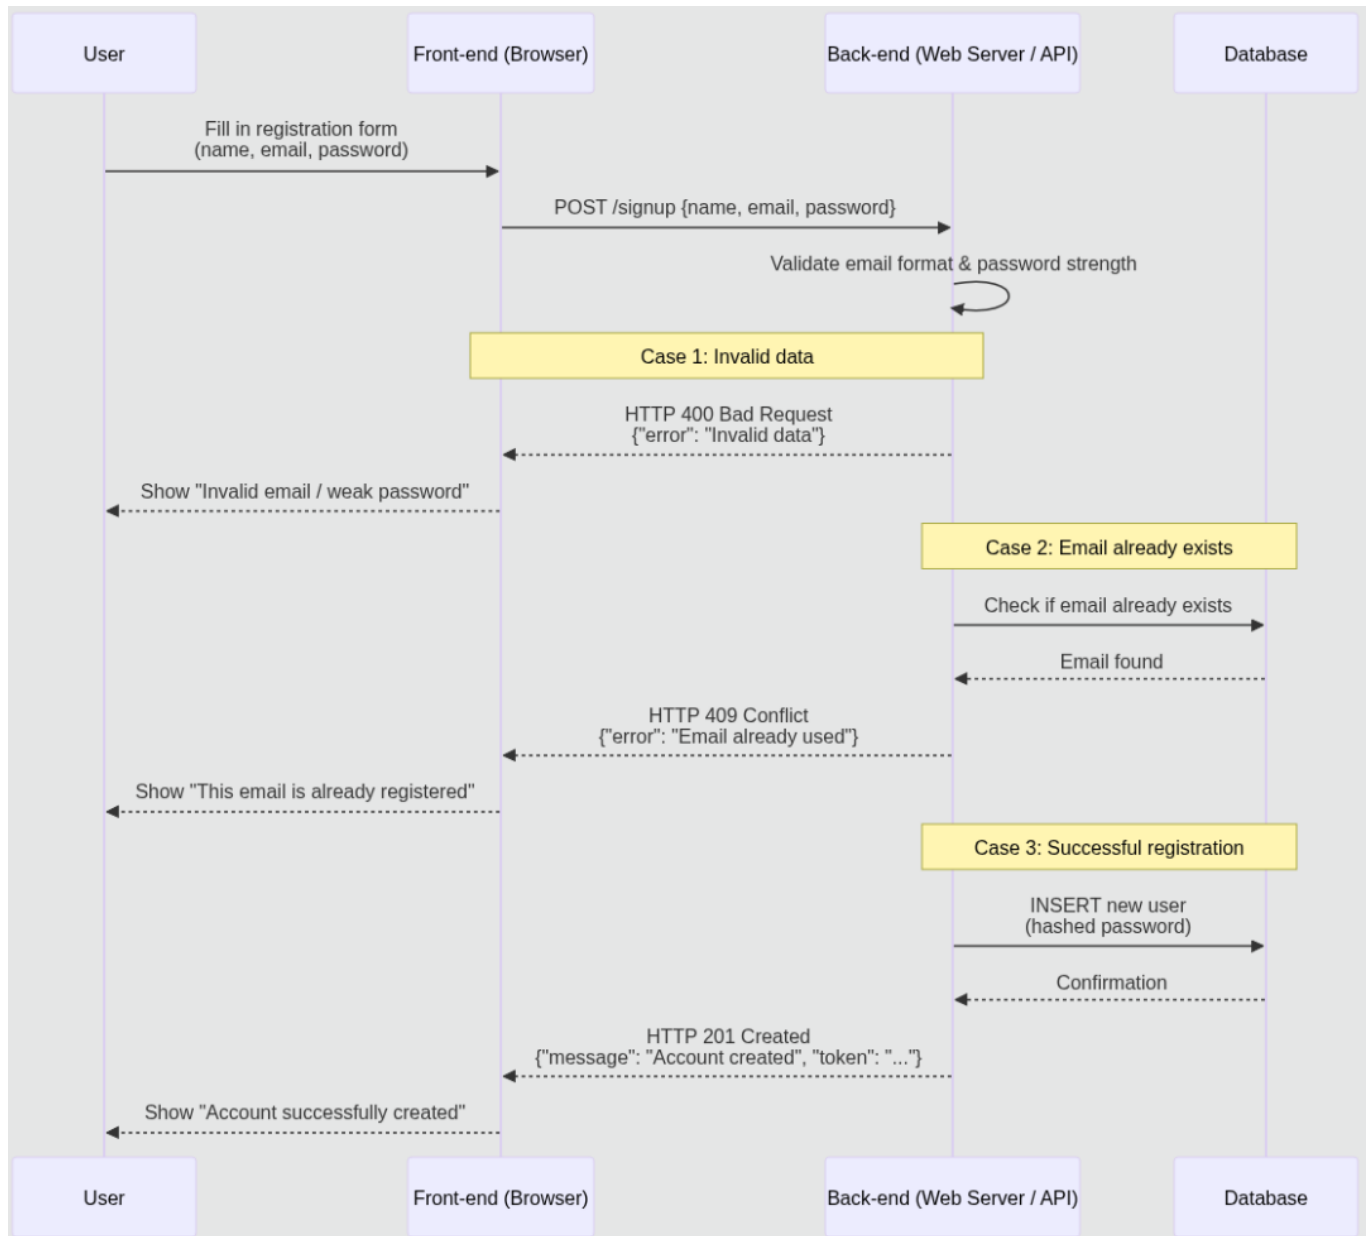 User
Front-end (Browser)
Back-end (Web Server / API)
Database
Fill in registration form
(name, email, password)
POST /signup {name, email, password}
Validate email format & password strength
Case 1: Invalid data
HTTP 400 Bad Request
{"error": "Invalid data"}
Show "Invalid email / weak password"
Case 2: Email already exists
Check if email already exists
Email found
HTTP 409 Conflict
{"error": "Email already used"}
Show "This email is already registered"
Case 3: Successful registration
INSERT new user
(hashed password)
Confirmation
HTTP 201 Created
{"message": "Account created", "token": "..."}
Show "Account successfully created"
User
Front-end (Browser)
Back-end (Web Server / API)
Database